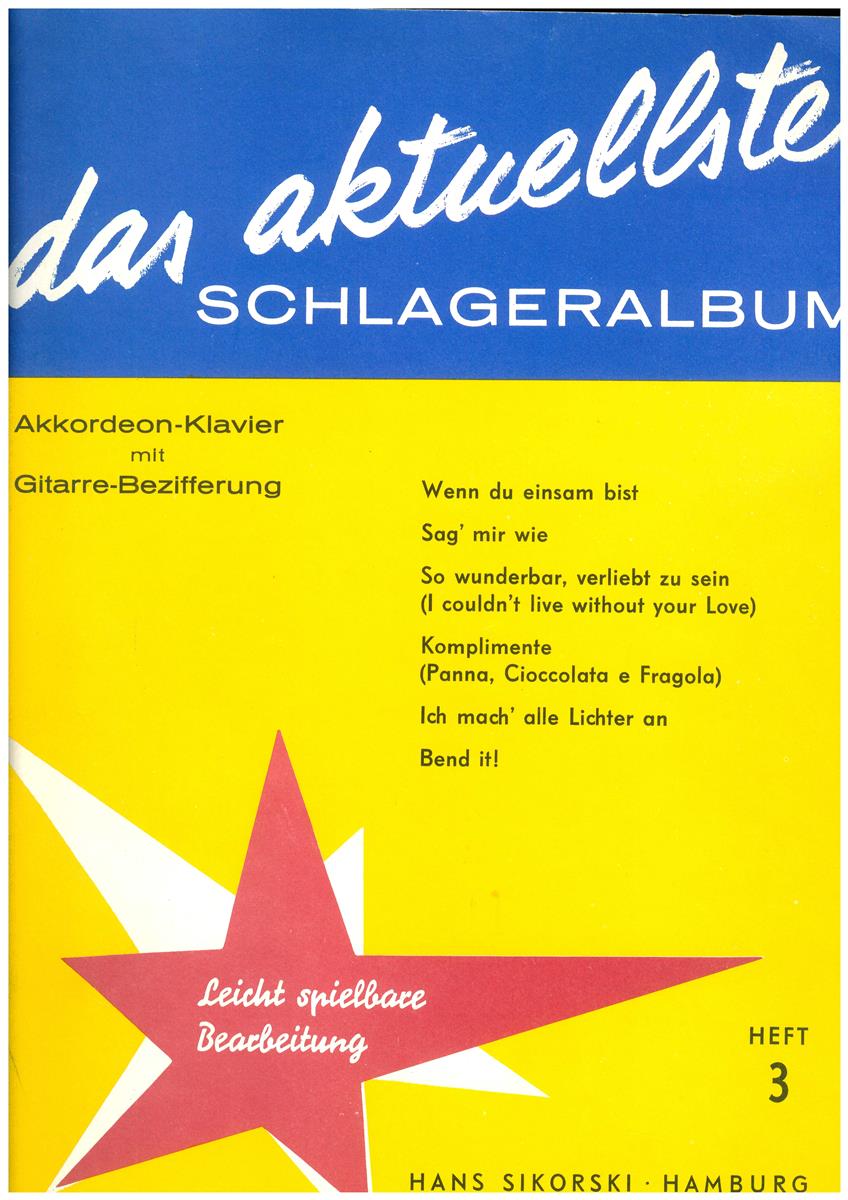 das aktuellste
SCHLAGERALBUM
Akkordeon-Klavier
mit
Gitarre-Bezifferung
Wenn du einsam bist
Sag' mir wie
So wunderbar, verliebt zu sein
(I couldn't live without your Love)
Komplimente
(Panna, Cioccolata e Fragola)
Ich mach' alle Lichter an
Bend it!
Leicht spielbare
Bearbeitung
HEFT
3
HANS SIKORSKI · HAMBURG